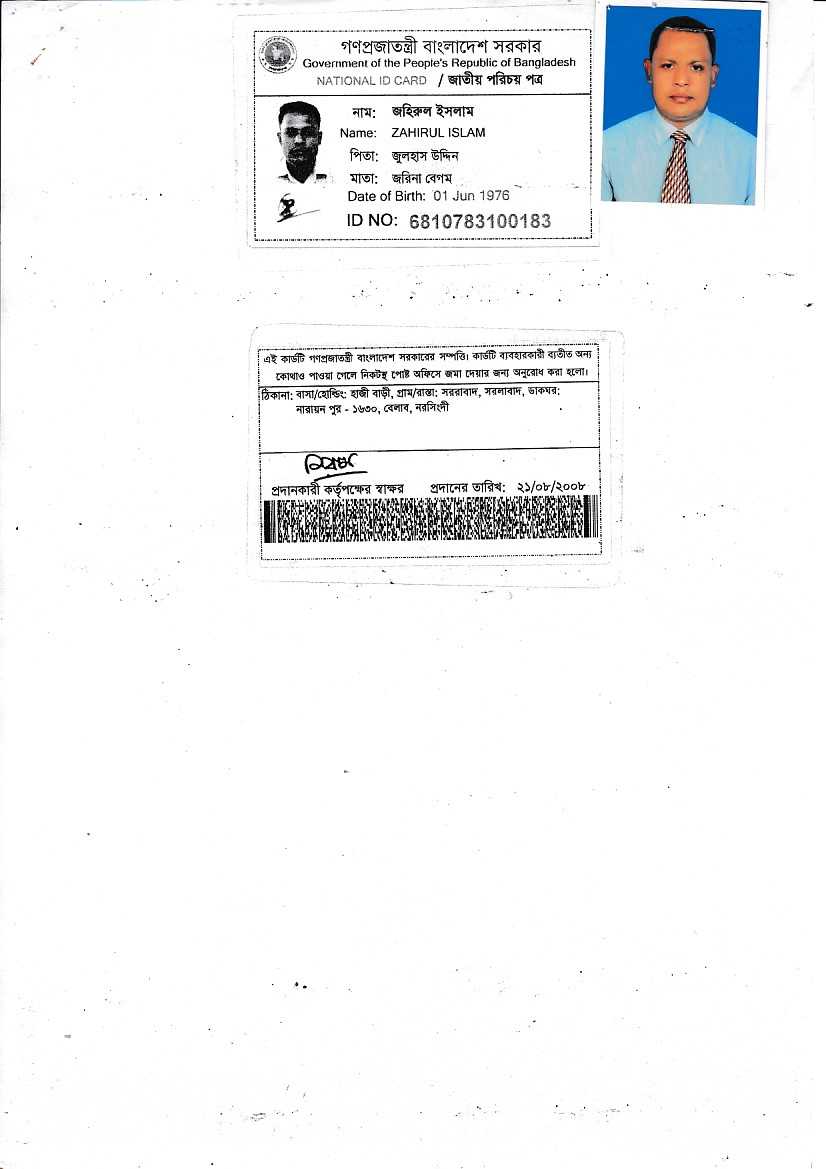 গণপ্রজাতন্ত্রী বাংলাদেশ সরকার
Government of the People's Republic of Bangladesh
NATIONAL ID CARD / জাতীয় পরিচয় পত্র
নাম: জহিরুল ইসলাম
Name: ZAHIRUL ISLAM
পিতা: জুলহাস উদ্দিন
মাতা: জরিনা বেগম
Date of Birth: 01 Jun 1976
ID NO: 6810783100183
এই কার্ডটি গণপ্রজাতন্ত্রী বাংলাদেশ সরকারের সম্পত্তি। কার্ডটি ব্যবহারকারী ব্যতীত অন্য
কোথাও পাওয়া গেলে নিকটস্থ পোষ্ট অফিসে জমা দেয়ার জন্য অনুরোধ করা হলো।
ঠিকানা: বাসা/হোল্ডিং: হাজী বাড়ী, গ্রাম/রাস্তা: সররাবাদ, সরলাবাদ, ডাকঘর:
নারায়ন পুর - ১৬৩০, বেলাব, নরসিংদী
প্রদানকারী কর্তৃপক্ষের স্বাক্ষর প্রদানের তারিখ: ২১/০৮/২০০৮